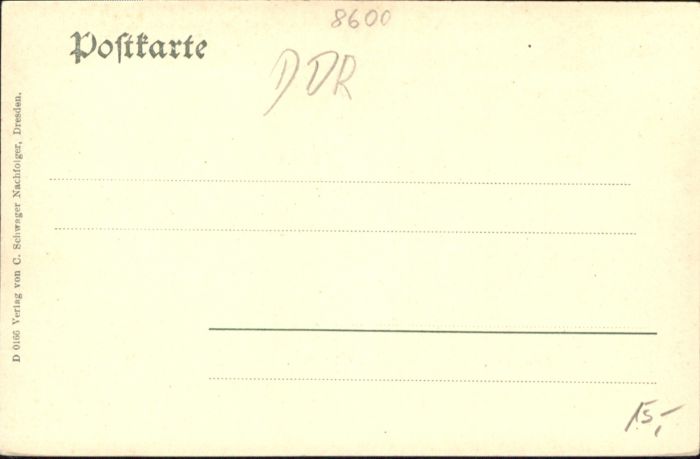 8600
Postkarte
DDR
D 0166 Verlag von C. Schwager Nachfolger, Dresden.
15,-